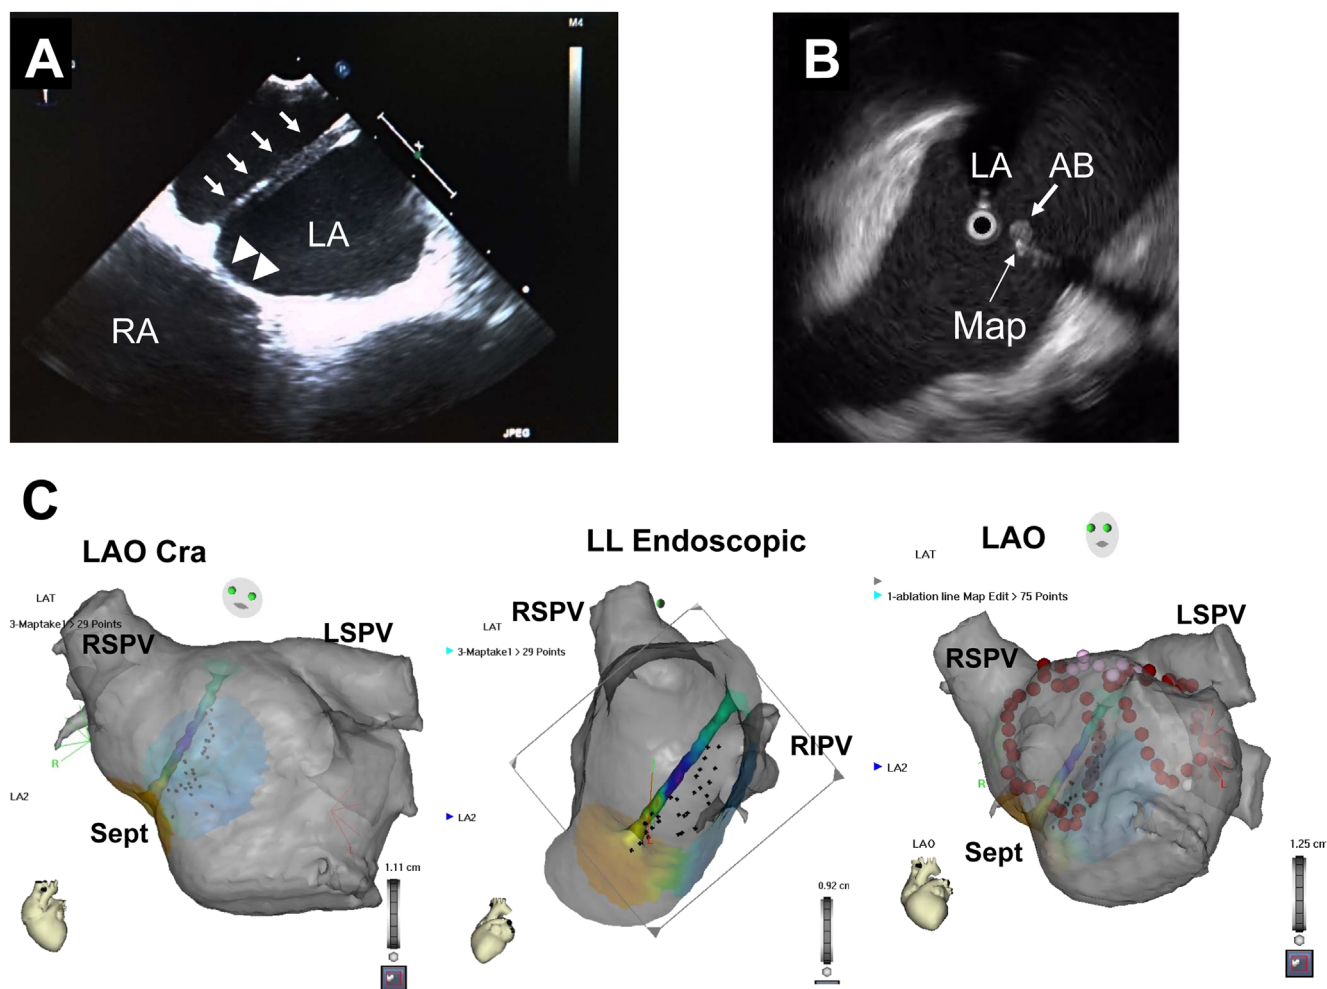 A
M4
P
LA
RA
JPEG
B
LA
AB
Map
C
LAO Cra
LAT
3-Maptake1 > 29 Points
RSPV
LSPV
R
LA2
Sept
1.11 cm
LL Endoscopic
RSPV
LAT
3-Maptake1 > 29 Points
RIPV
LA2
0.92 cm
LAO
LAT
1-ablation line Map Edit > 75 Points
LSPV
RSPV
LA2
R
L
LAO
Sept
1.25 cm